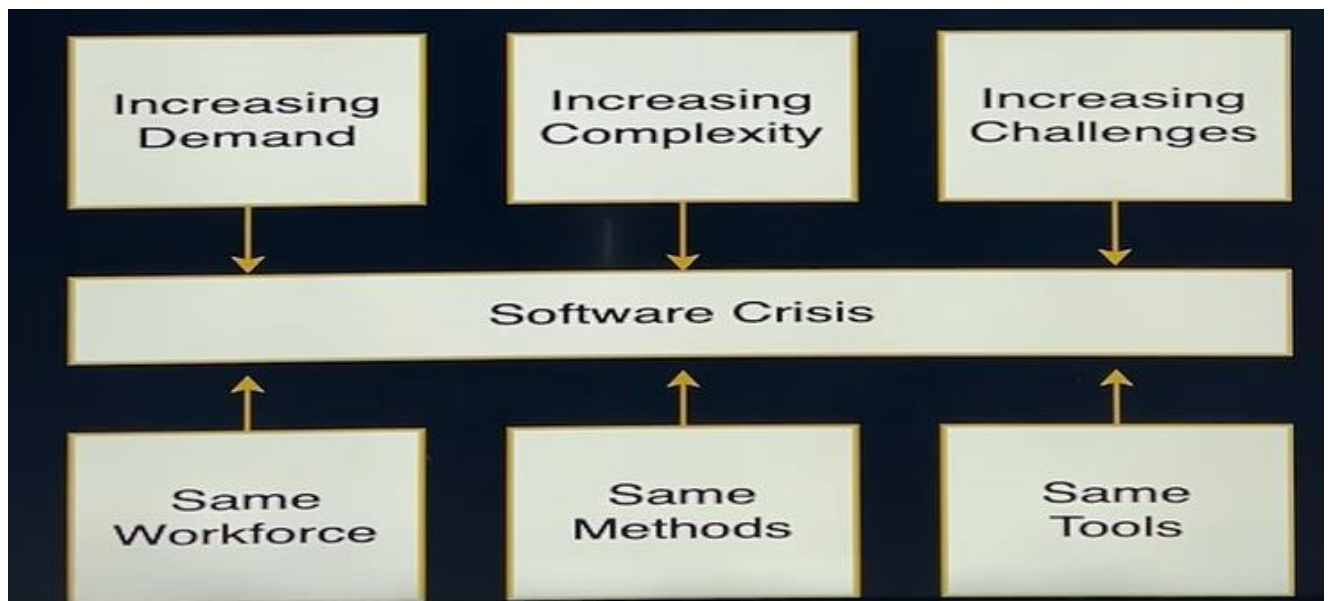 Increasing
Demand
Increasing
Complexity
Increasing
Challenges
Software Crisis
Same
Workforce
Same
Methods
Same
Tools